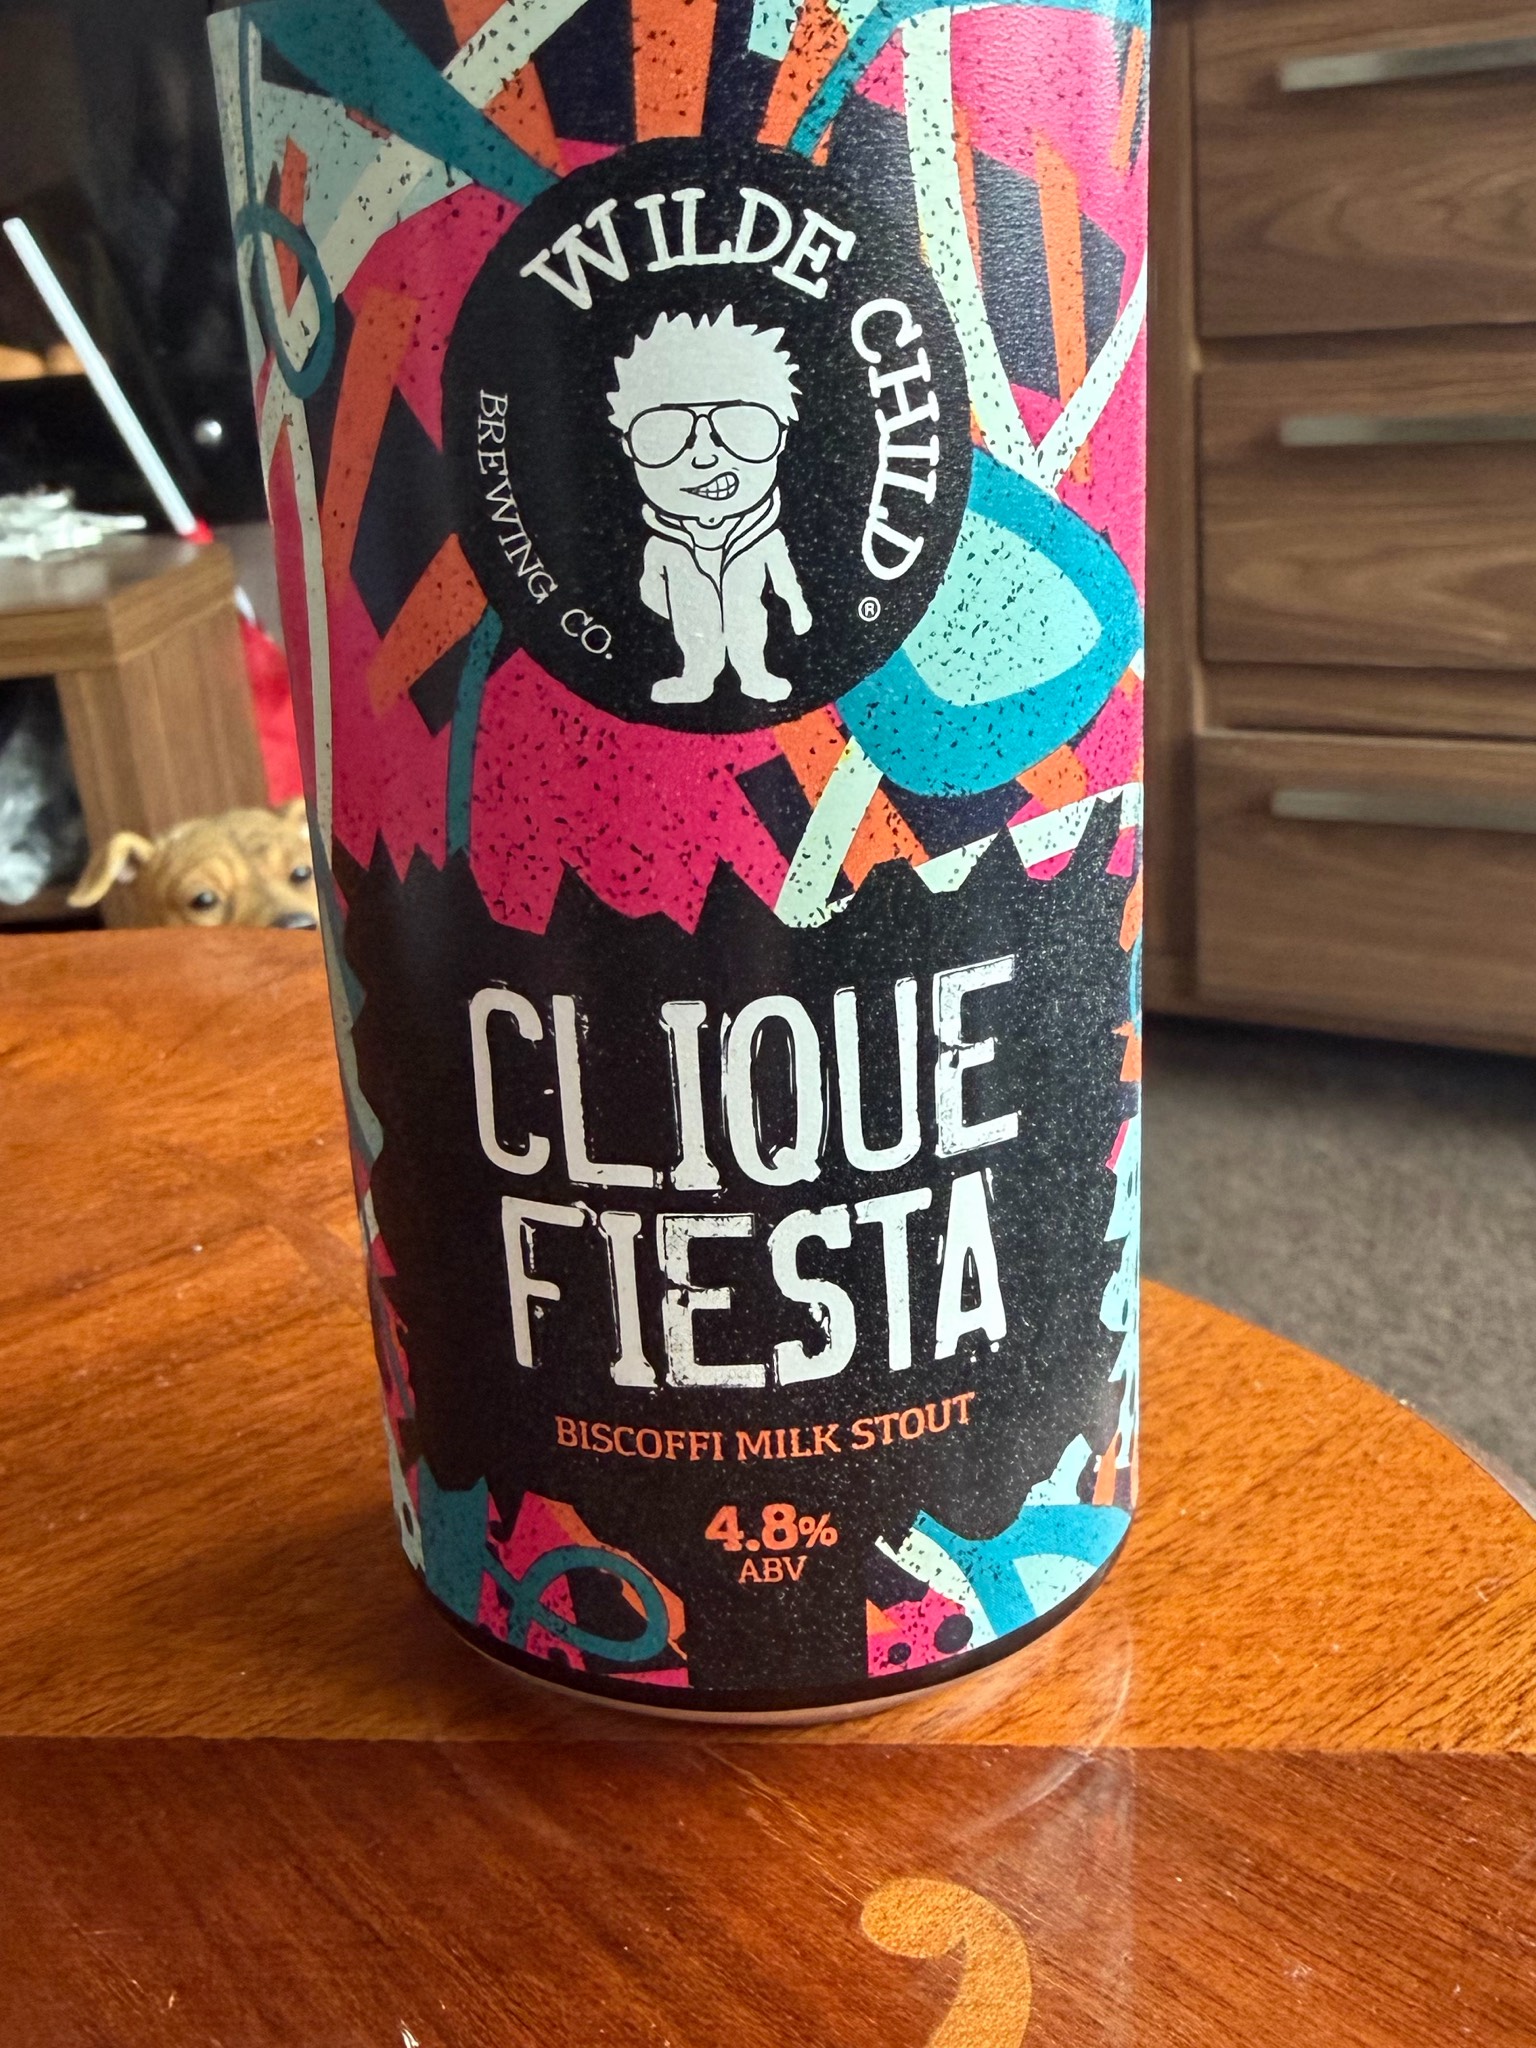 WILDE CHILD
BREWING CO.
®
CLIQUE
FIESTA
BISCOFFI MILK STOUT
4.8%
ABV